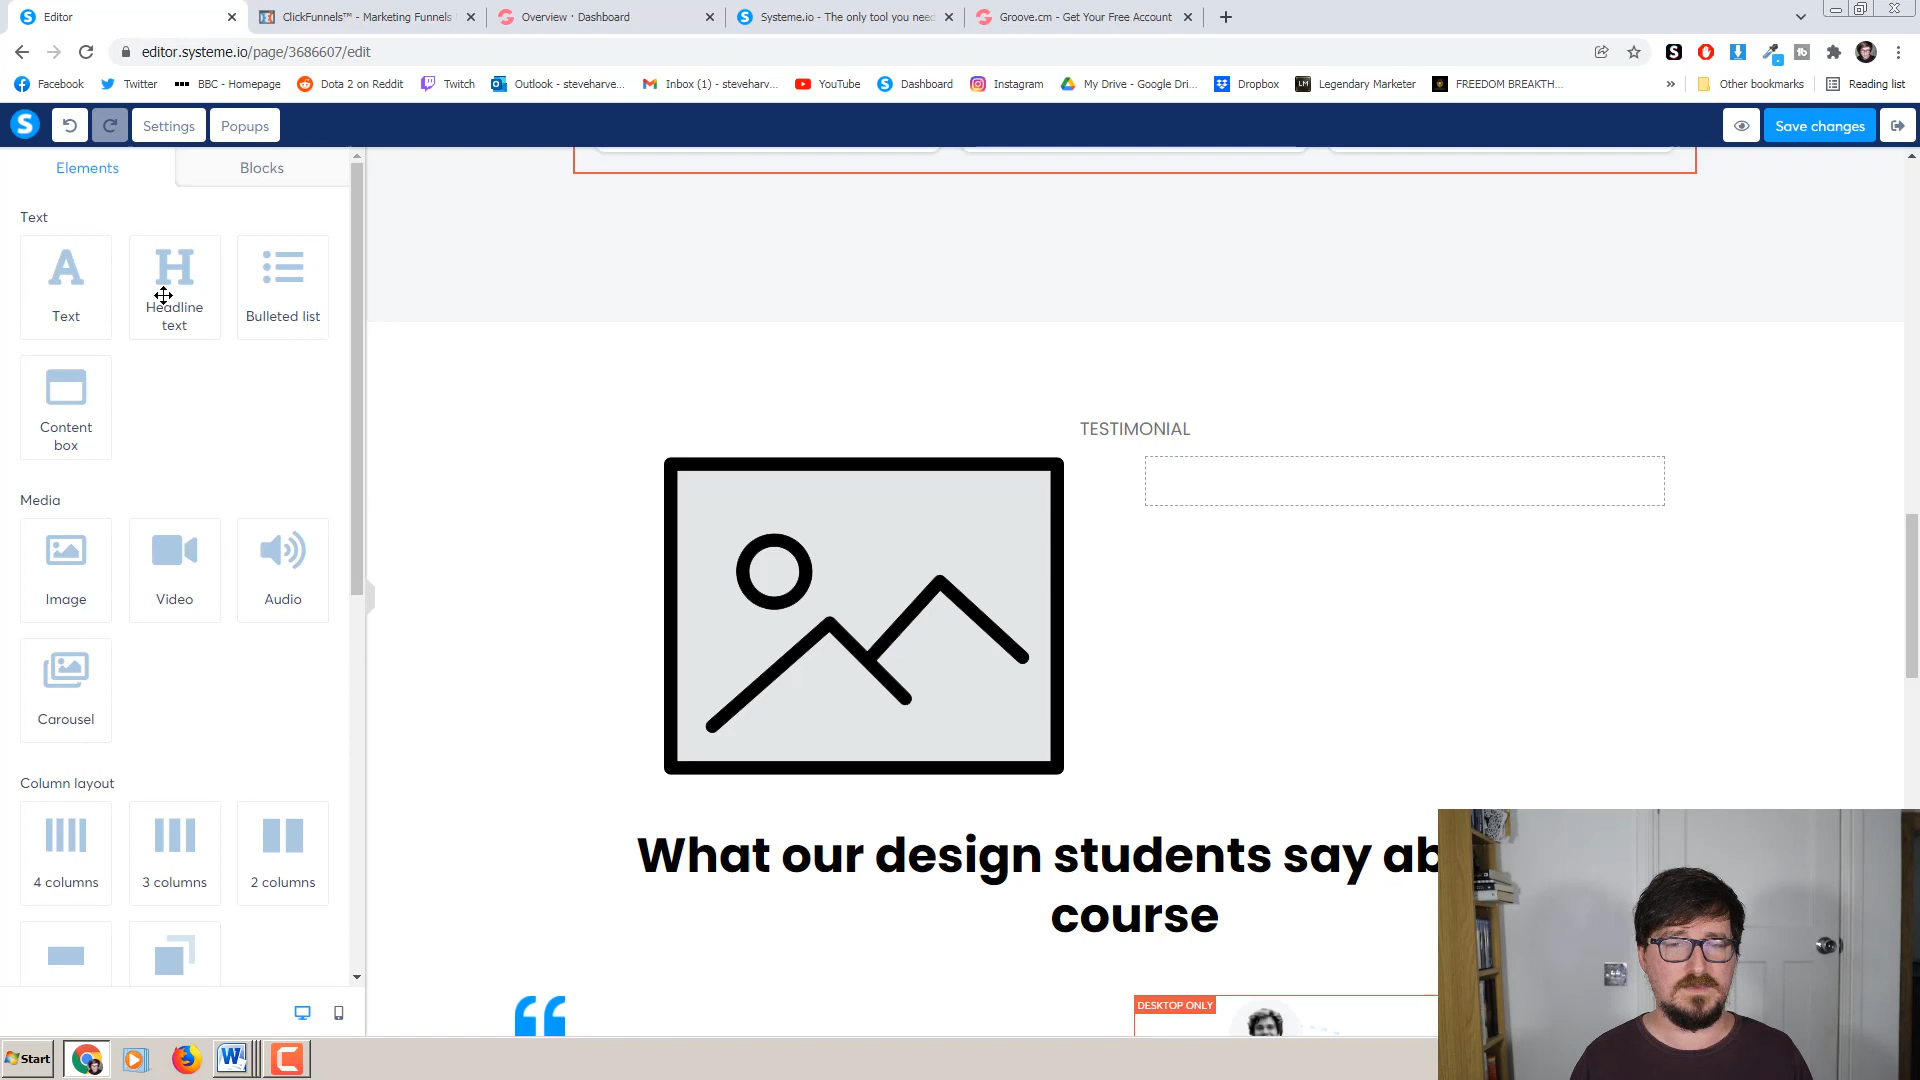 Editor
ClickFunnels™ - Marketing Funnels
Overview · Dashboard
Systeme.io - The only tool you need
Groove.cm - Get Your Free Account
editor.systeme.io/page/3686607/edit
Facebook
Twitter
BBC - Homepage
Dota 2 on Reddit
Twitch
Outlook - steveharve...
Inbox (1) - steveharv...
YouTube
Dashboard
Instagram
My Drive - Google Dri...
Dropbox
LM
Legendary Marketer
FREEDOM BREAKTH...
»
Other bookmarks
Reading list
Settings
Popups
Save changes
Elements
Blocks
Text
Text
Headline
text
Bulleted list
Content
box
Media
Image
Video
Audio
Carousel
Column layout
4 columns
3 columns
2 columns
TESTIMONIAL
What our design students say ab
course
DESKTOP ONLY
Start